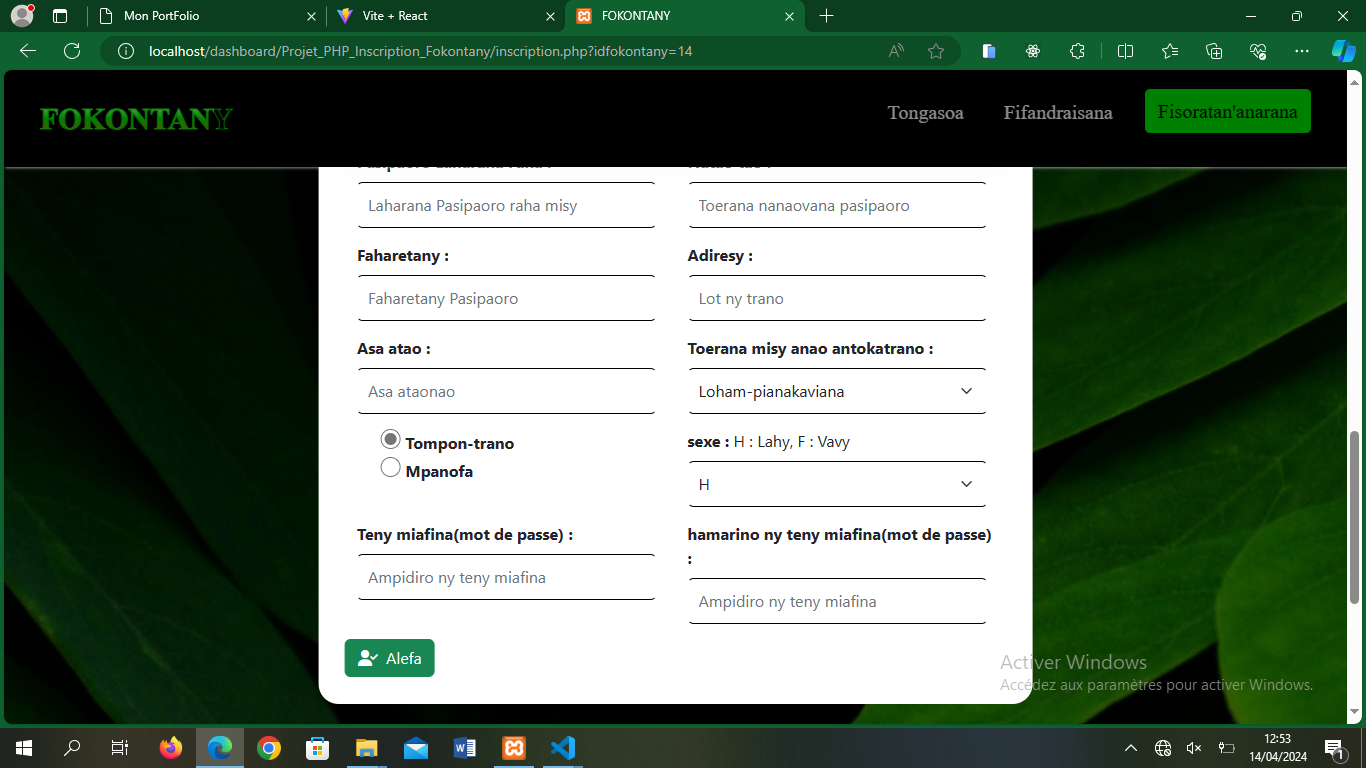 Mon PortFolio
Vite + React
FOKONTANY
localhost/dashboard/Projet_PHP_Inscription_Fokontany/inscription.php?idfokontany=14
FOKONTANY
Tongasoa
Fifandraisana
Fisoratan'anarana
Laharana Pasipaoro raha misy
Toerana nanaovana pasipaoro
Faharetany :
Adiresy :
Faharetany Pasipaoro
Lot ny trano
Asa atao :
Toerana misy anao antokatrano :
Asa ataonao
Loham-pianakaviana
Tompon-trano
Mpanofa
sexe : H : Lahy, F : Vavy
H
Teny miafina(mot de passe) :
hamarino ny teny miafina(mot de passe)
:
Ampidiro ny teny miafina
Ampidiro ny teny miafina
Alefa
Activer Windows
Accédez aux paramètres pour activer Windows.
12:53
14/04/2024
1